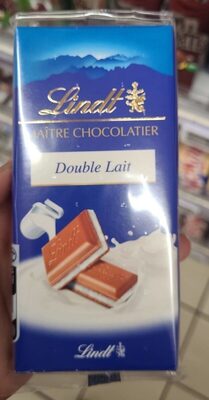 Lindt
MAÎTRE CHOCOLATIER
Double Lait
Lindt